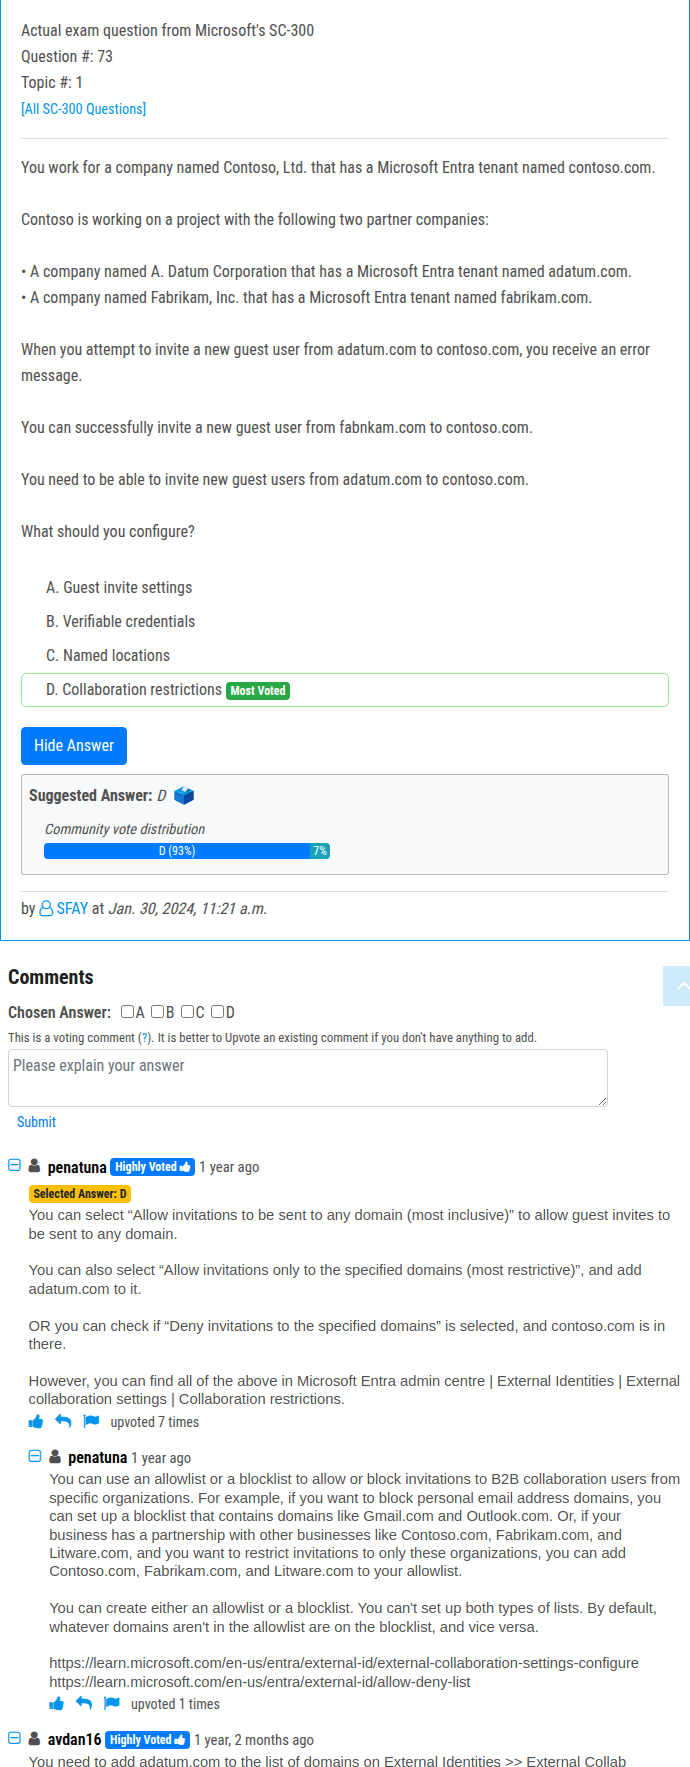 Actual exam question from Microsoft's SC-300
Question #: 73
Topic #: 1
[All SC-300 Questions]
You work for a company named Contoso, Ltd. that has a Microsoft Entra tenant named contoso.com.
Contoso is working on a project with the following two partner companies:
• A company named A. Datum Corporation that has a Microsoft Entra tenant named adatum.com.
• A company named Fabrikam, Inc. that has a Microsoft Entra tenant named fabrikam.com.
When you attempt to invite a new guest user from adatum.com to contoso.com, you receive an error
message.
You can successfully invite a new guest user from fabnkam.com to contoso.com.
You need to be able to invite new guest users from adatum.com to contoso.com.
What should you configure?
A. Guest invite settings
B. Verifiable credentials
C. Named locations
D. Collaboration restrictions Most Voted
Hide Answer
Suggested Answer: D
Community vote distribution
D (93%) 7%
by SFAY at Jan. 30, 2024, 11:21 a.m.
Comments
Chosen Answer: A B C D
This is a voting comment (?). It is better to Upvote an existing comment if you don't have anything to add.
Please explain your answer
Submit
penatuna Highly Voted 1 year ago
Selected Answer: D
You can select “Allow invitations to be sent to any domain (most inclusive)” to allow guest invites to
be sent to any domain.
You can also select “Allow invitations only to the specified domains (most restrictive)”, and add
adatum.com to it.
OR you can check if “Deny invitations to the specified domains” is selected, and contoso.com is in
there.
However, you can find all of the above in Microsoft Entra admin centre | External Identities | External
collaboration settings | Collaboration restrictions.
upvoted 7 times
penatuna 1 year ago
You can use an allowlist or a blocklist to allow or block invitations to B2B collaboration users from
specific organizations. For example, if you want to block personal email address domains, you
can set up a blocklist that contains domains like Gmail.com and Outlook.com. Or, if your
business has a partnership with other businesses like Contoso.com, Fabrikam.com, and
Litware.com, and you want to restrict invitations to only these organizations, you can add
Contoso.com, Fabrikam.com, and Litware.com to your allowlist.
You can create either an allowlist or a blocklist. You can't set up both types of lists. By default,
whatever domains aren't in the allowlist are on the blocklist, and vice versa.
https://learn.microsoft.com/en-us/entra/external-id/external-collaboration-settings-configure
https://learn.microsoft.com/en-us/entra/external-id/allow-deny-list
upvoted 1 times
avdan16 Highly Voted 1 year, 2 months ago
You need to add adatum.com to the list of domains on External Identities >> External Collab